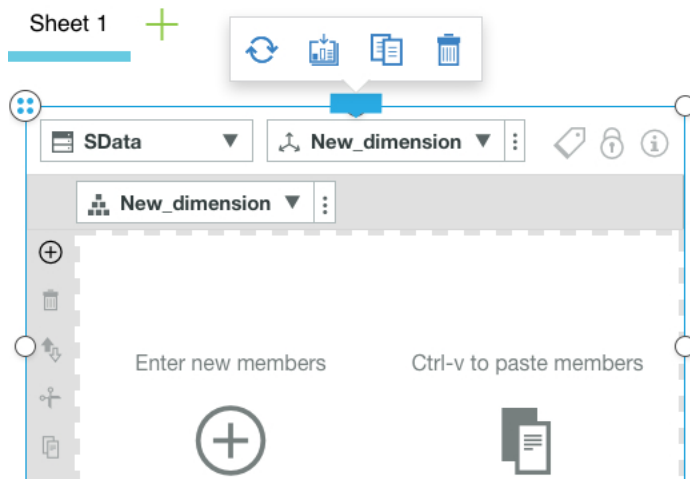 Sheet 1
SData New_dimension
New_dimension
Enter new members Ctrl-v to paste members